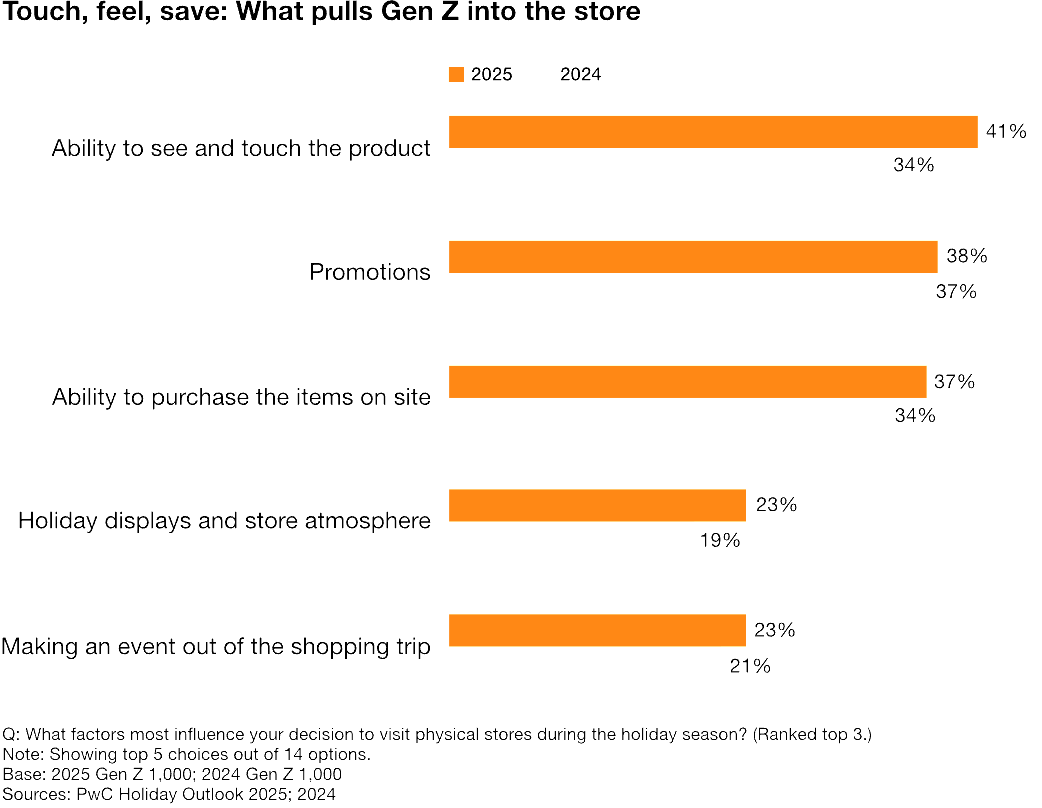 Touch, feel, save: What pulls Gen Z into the store
2025 2024
Ability to see and touch the product
41%
34%
Promotions
38%
37%
Ability to purchase the items on site
37%
34%
Holiday displays and store atmosphere
23%
19%
Making an event out of the shopping trip
23%
21%
Q: What factors most influence your decision to visit physical stores during the holiday season? (Ranked top 3.)
Note: Showing top 5 choices out of 14 options.
Base: 2025 Gen Z 1,000; 2024 Gen Z 1,000
Sources: PwC Holiday Outlook 2025; 2024